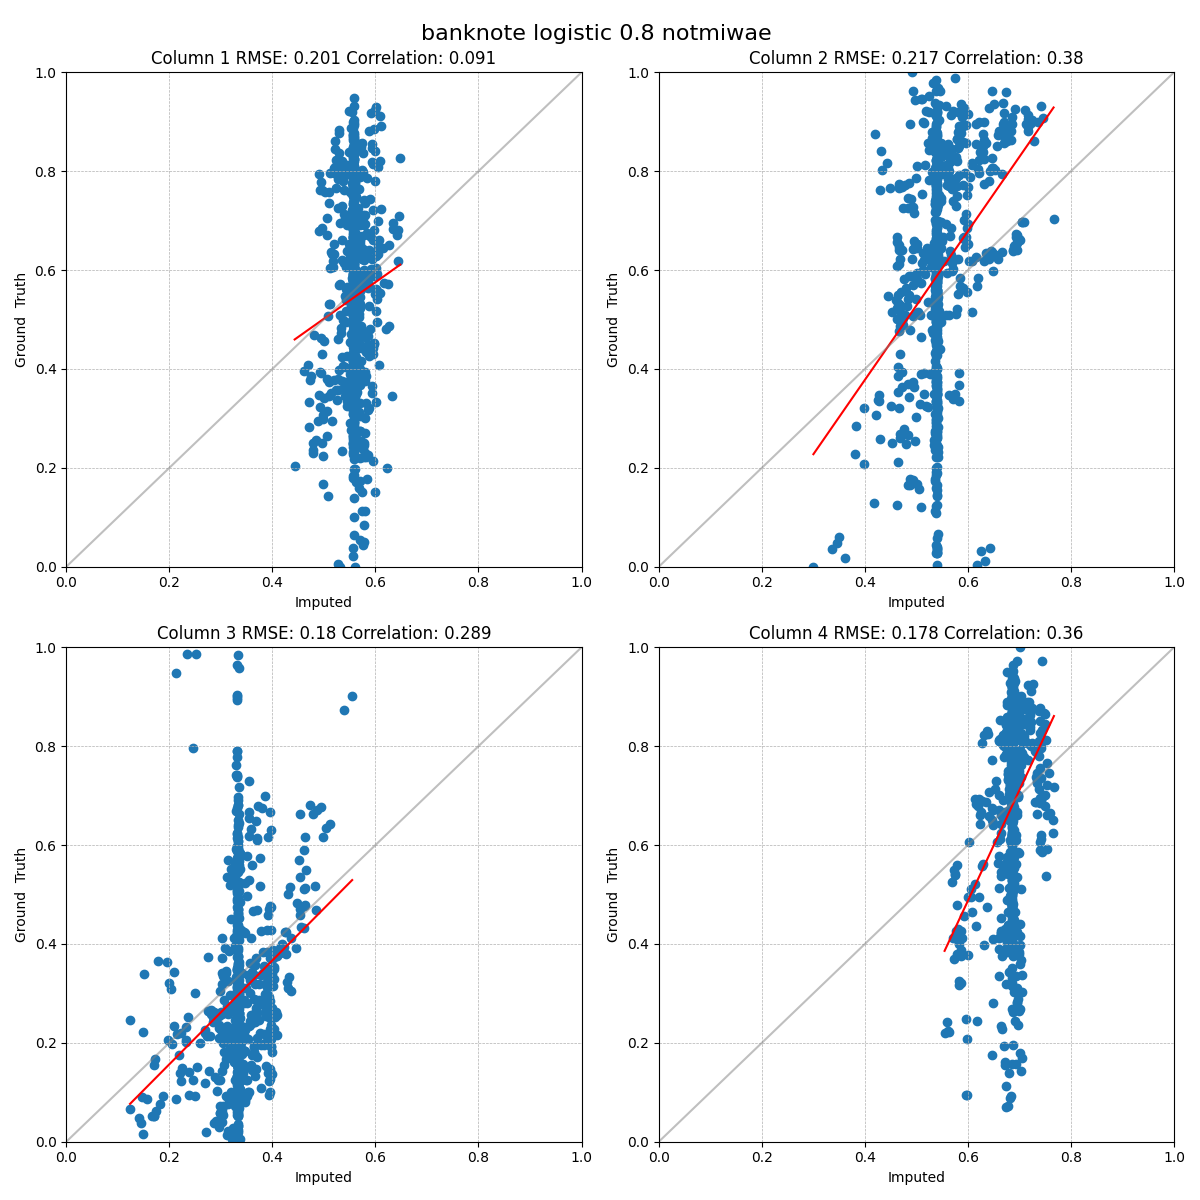 banknote logistic 0.8 notmiwae
Column 1 RMSE: 0.201 Correlation: 0.091
Column 2 RMSE: 0.217 Correlation: 0.38
1.0
0.8
0.6
0.4
0.2
0.0
Ground Truth
0.0 0.2 0.4 0.6 0.8 1.0
Imputed
1.0
0.8
0.6
0.4
0.2
0.0
Ground Truth
0.0 0.2 0.4 0.6 0.8 1.0
Imputed
Column 3 RMSE: 0.18 Correlation: 0.289
Column 4 RMSE: 0.178 Correlation: 0.36
1.0
0.8
0.6
0.4
0.2
0.0
Ground Truth
0.0 0.2 0.4 0.6 0.8 1.0
Imputed
1.0
0.8
0.6
0.4
0.2
0.0
Ground Truth
0.0 0.2 0.4 0.6 0.8 1.0
Imputed